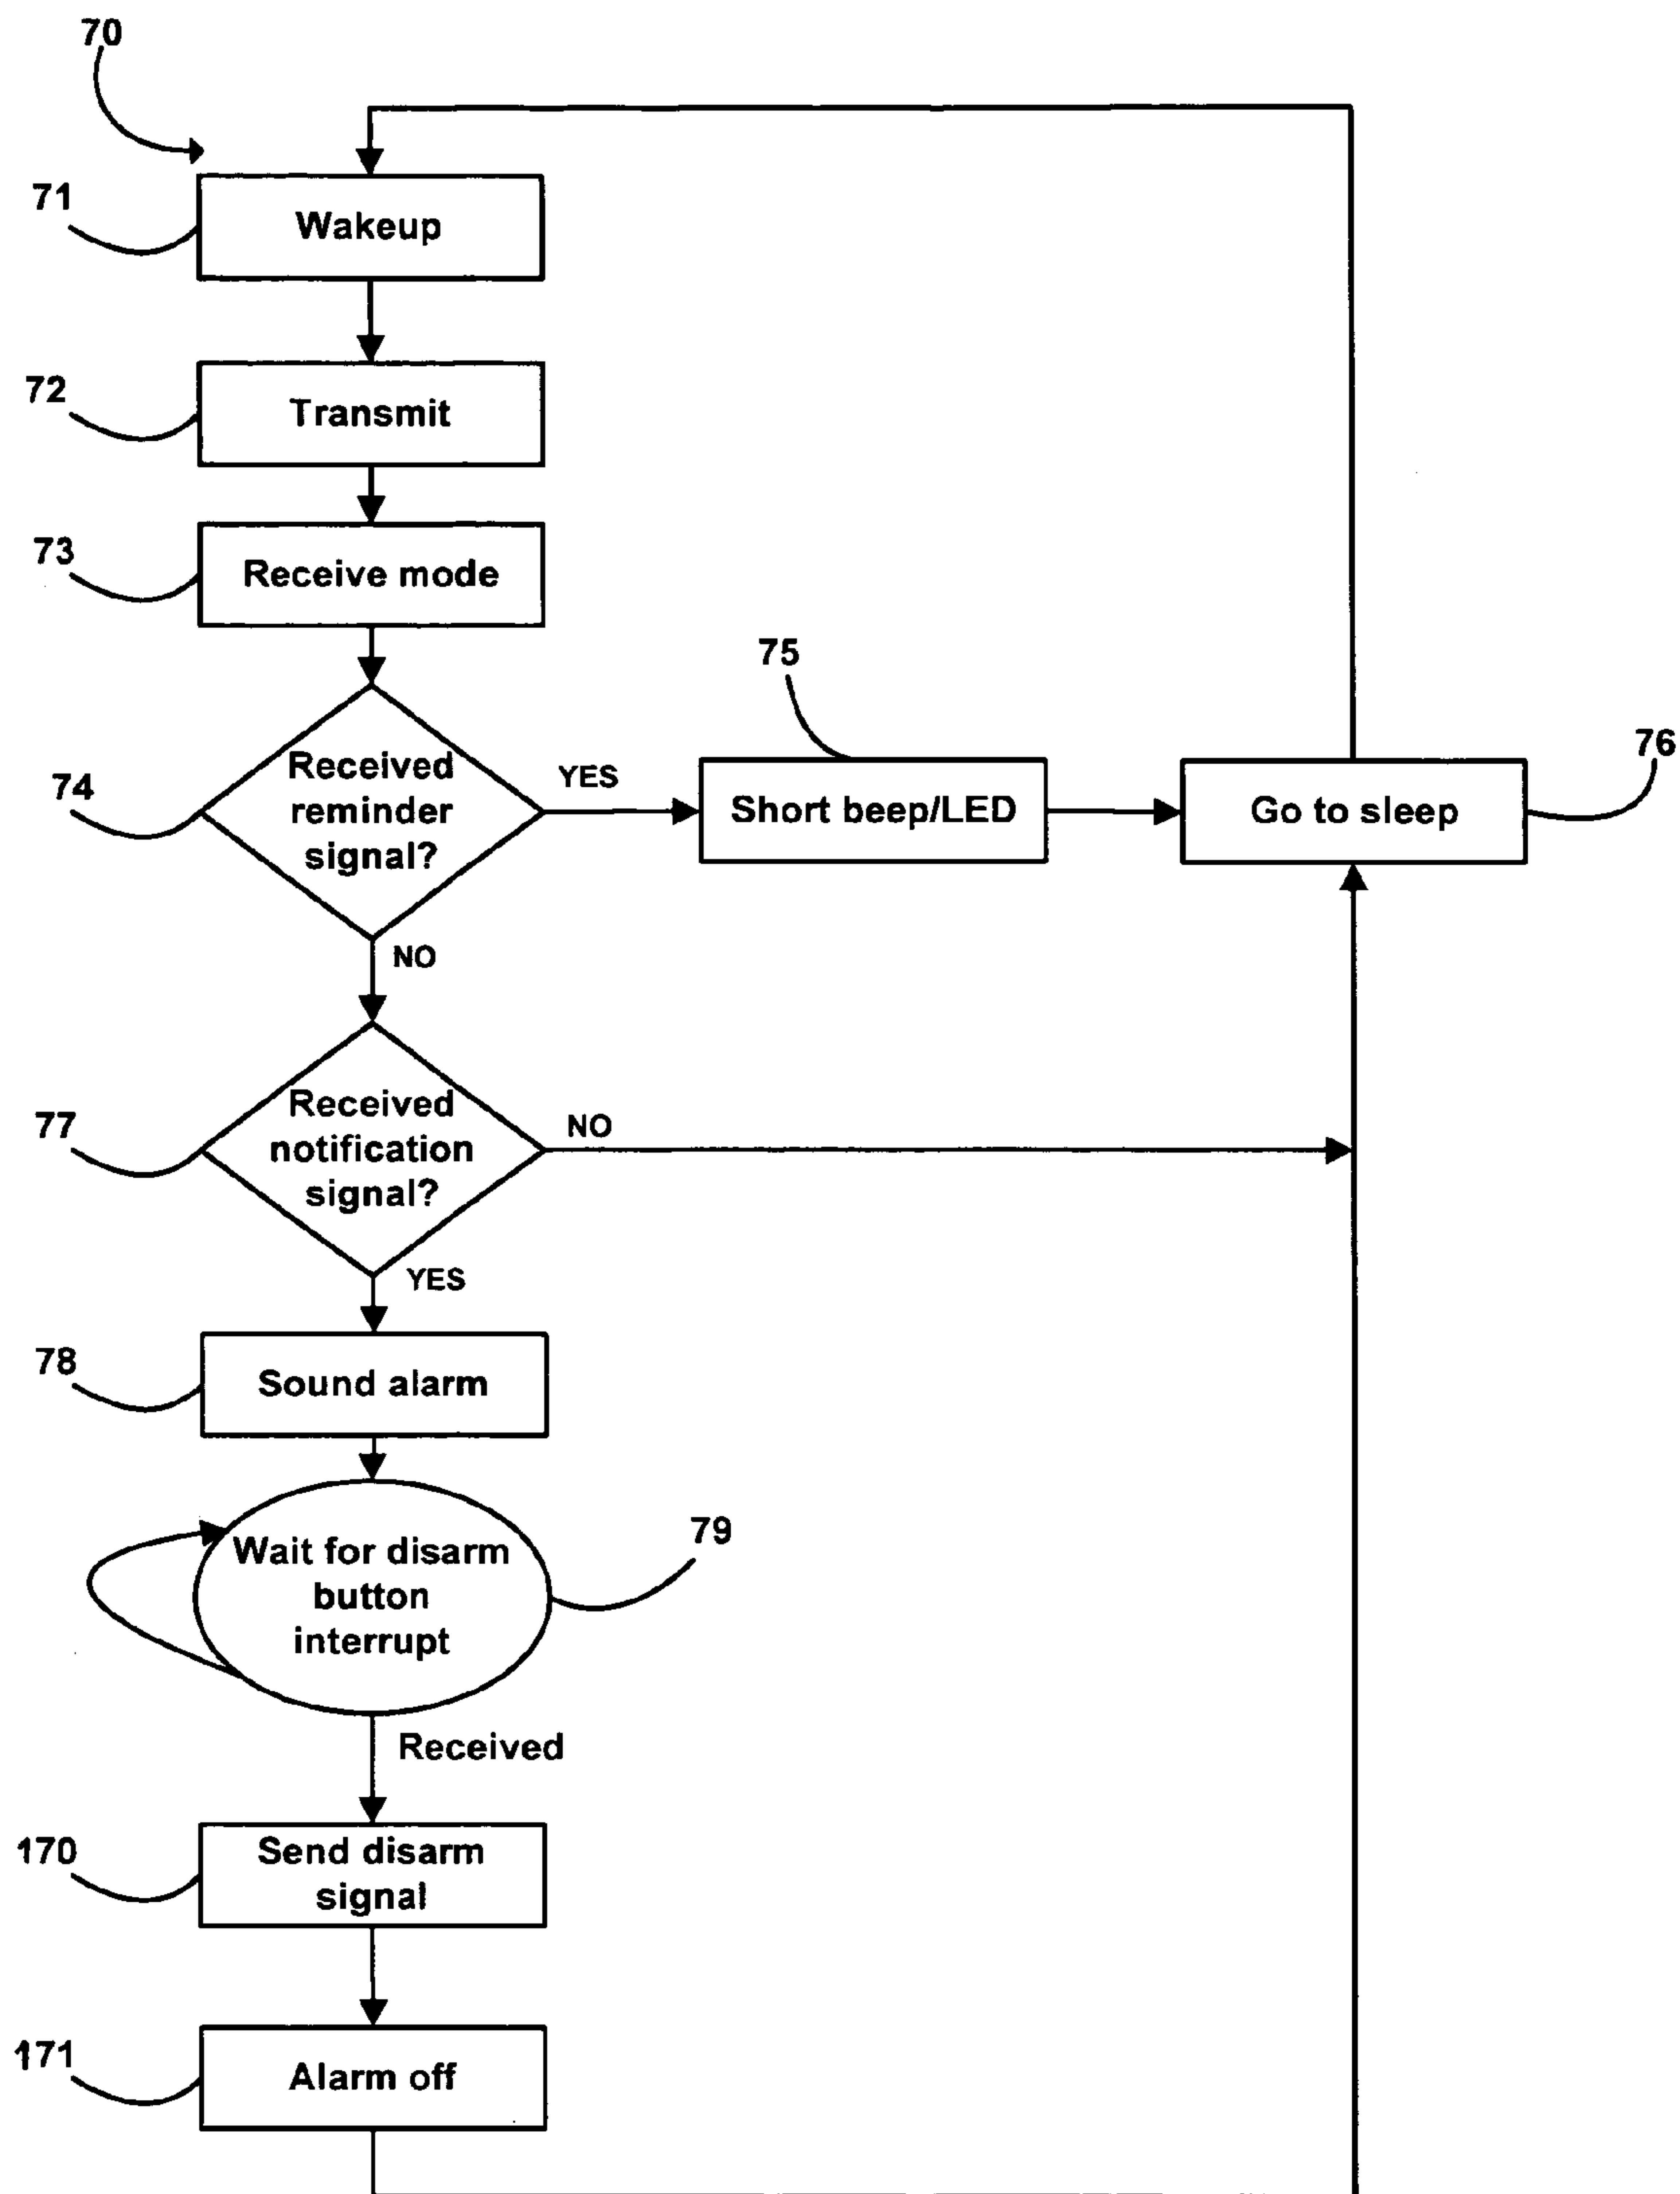 70
71
Wakeup
72
Transmit
73
Receive mode
74
Received
reminder
signal?
YES
75
Short beep/LED
76
Go to sleep
NO
77
Received
notification
signal?
NO
YES
78
Sound alarm
79
Wait for disarm
button
interrupt
Received
170
Send disarm
signal
171
Alarm off